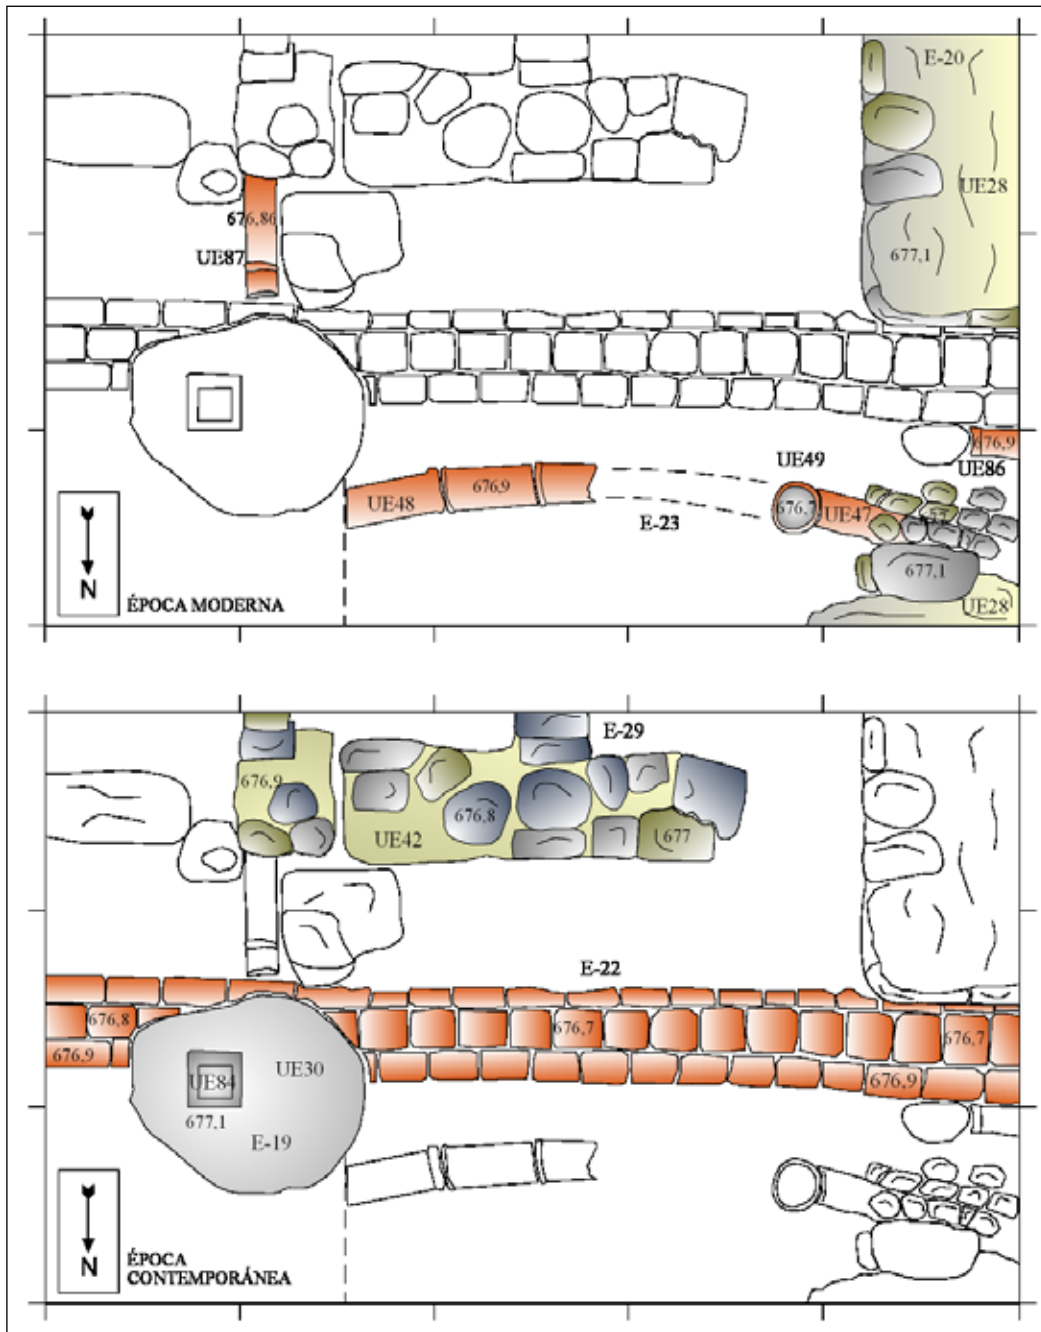 E-20
UE28
676,86
UE87
677,1
676,9
UE49
UE86
UE48
676,9
676,7
UE47
E-23
677,1
N
ÉPOCA MODERNA
UE28
E-29
676,9
676,8
UE42
677
E-22
676,8
676,7
676,7
676,9
UE84
UE30
676,9
677,1
E-19
N
ÉPOCA
CONTEMPORÁNEA